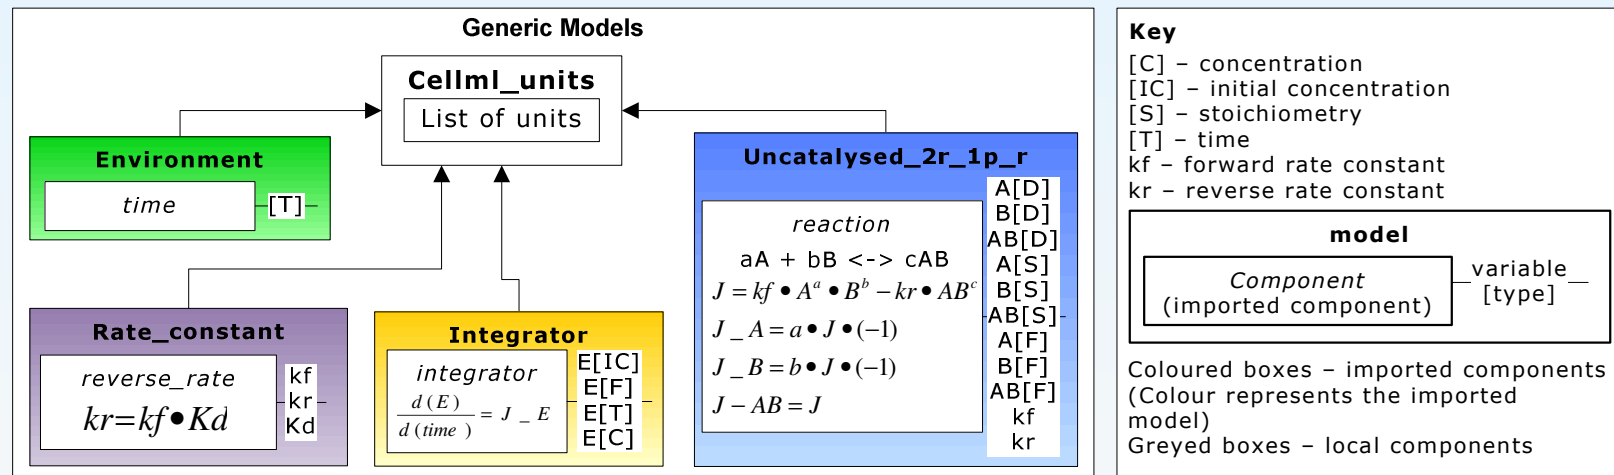 Generic Models
Cellml_units
List of units
Environment
time
[T]
Rate_constant
reverse_rate
kr=kf•Kd
kf
kr
Kd
Integrator
integrator
d(E)
d(time) = J_E
E[IC]
E[F]
E[T]
E[C]
Uncatalysed_2r_1p_r
reaction
aA + bB <-> cAB
J = kf • A^a • B^b – kr • AB^c
J_A = a • J • (–1)
J_B = b • J • (–1)
J – AB = J
A[D]
B[D]
AB[D]
A[S]
B[S]
AB[S]
A[F]
B[F]
AB[F]
kf
kr
Key
[C] – concentration
[IC] – initial concentration
[S] – stoichiometry
[T] – time
kf – forward rate constant
kr – reverse rate constant
model
Component
(imported component)
variable
[type]
Coloured boxes – imported components
(Colour represents the imported
model)
Greyed boxes – local components